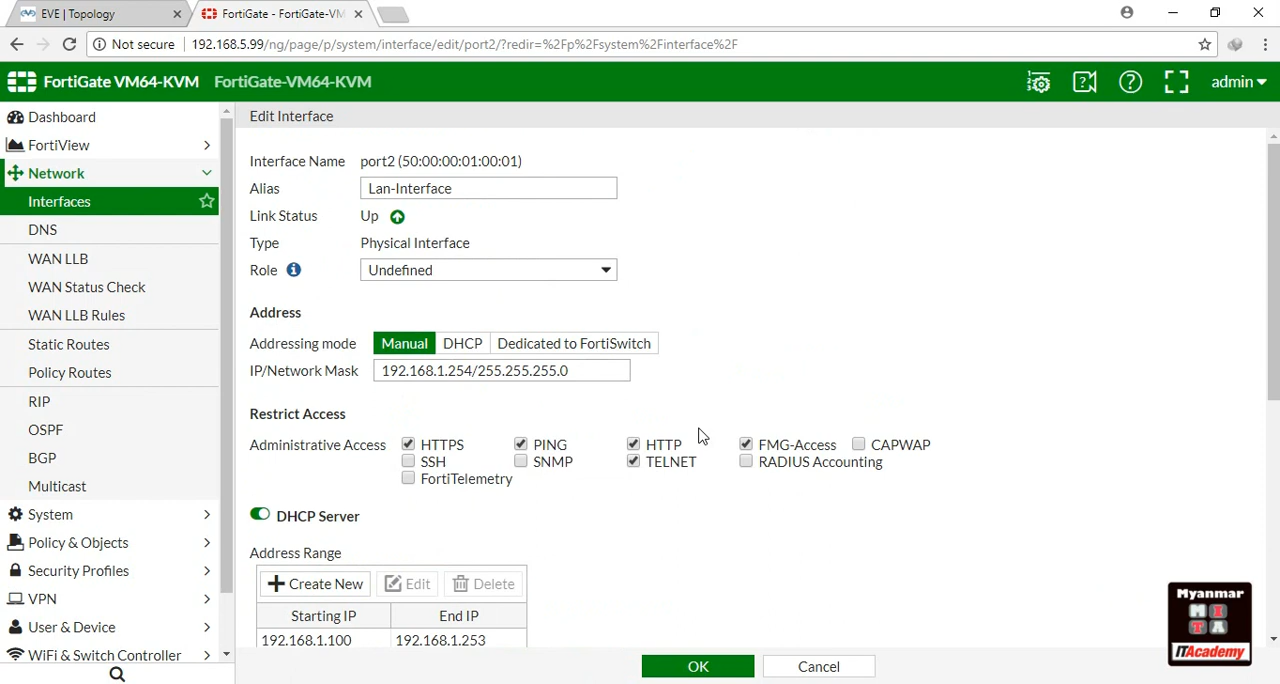 EVE | Topology
FortiGate - FortiGate-VM
Not secure
192.168.5.99/ng/page/p/system/interface/edit/port2/?redir=%2Fp%2Fsystem%2Finterface%2F
FortiGate VM64-KVM FortiGate-VM64-KVM
admin
Dashboard
FortiView
Network
Interfaces
DNS
WAN LLB
WAN Status Check
WAN LLB Rules
Static Routes
Policy Routes
RIP
OSPF
BGP
Multicast
System
Policy & Objects
Security Profiles
VPN
User & Device
WiFi & Switch Controller
Edit Interface
Interface Name port2 (50:00:00:01:00:01)
Alias Lan-Interface
Link Status Up
Type Physical Interface
Role Undefined
Address
Addressing mode Manual DHCP Dedicated to FortiSwitch
IP/Network Mask 192.168.1.254/255.255.255.0
Restrict Access
Administrative Access HTTPS PING HTTP FMG-Access CAPWAP
SSH SNMP TELNET RADIUS Accounting
FortiTelemetry
DHCP Server
Address Range
Create New Edit Delete
Starting IP End IP
192.168.1.100 192.168.1.253
OK Cancel
Myanmar
M I
T A
ITAcademy